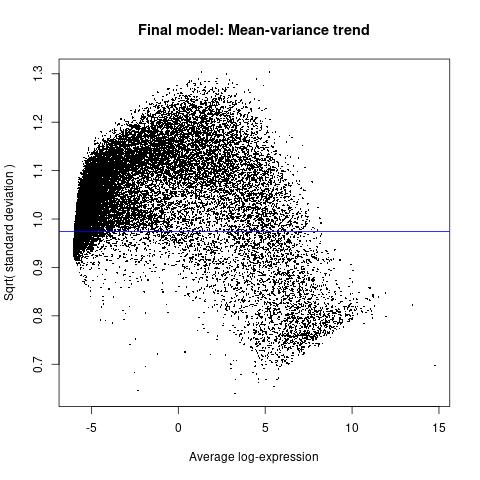 Final model: Mean-variance trend
Sqrt( standard deviation )
1.3
1.2
1.1
1.0
0.9
0.8
0.7
-5 0 5 10 15
Average log-expression